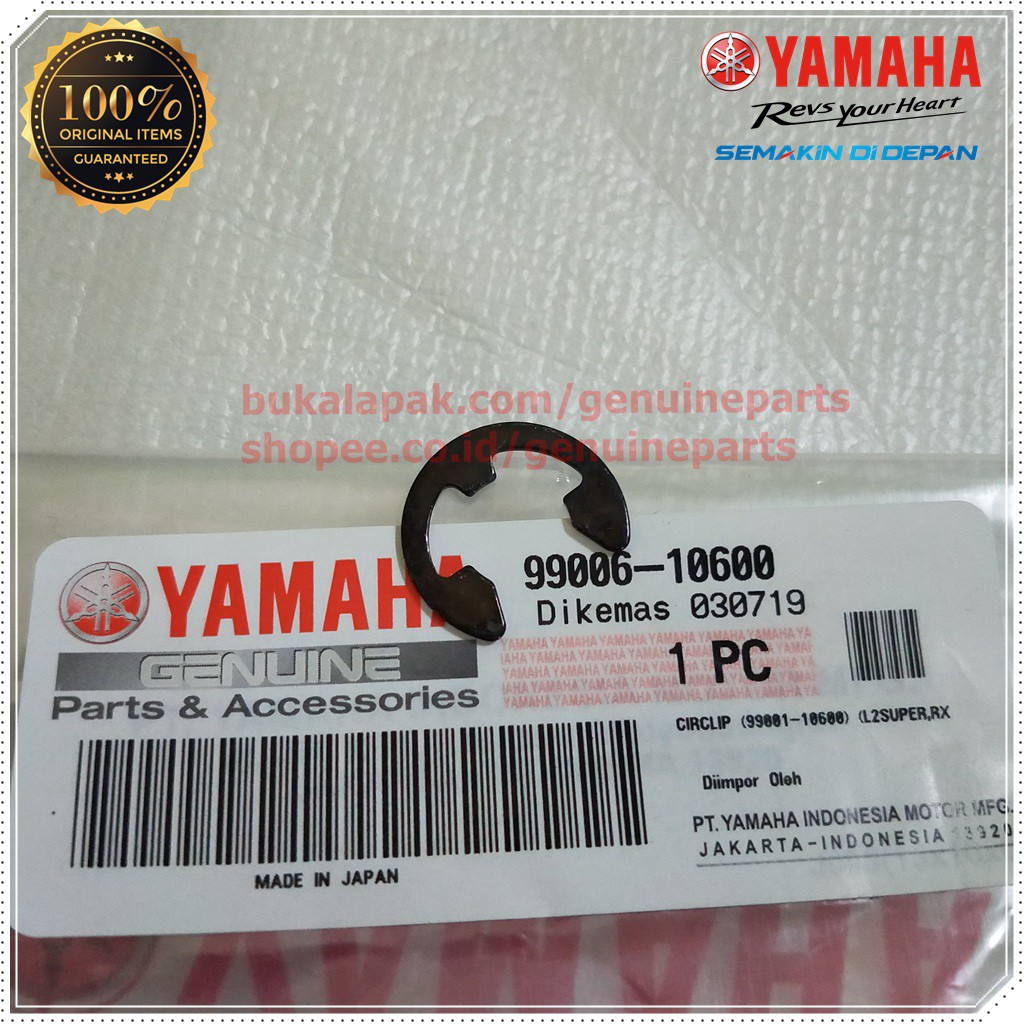 100%
ORIGINAL ITEMS
GUARANTEED
YAMAHA
Revs Your Heart
SEMAKIN DI DEPAN
bukalapak.com/genuineparts
shopee.co.id/genuineparts
YAMAHA
99006-10600
Dikemas 030719
GENUINE
1 PC
Parts & Accessories
CIRCLIP (99001-10600) (L2SUPER,RX
Diimpor Oleh
PT. YAMAHA INDONESIA MOTOR MFG.
JAKARTA-INDONESIA 13920
MADE IN JAPAN